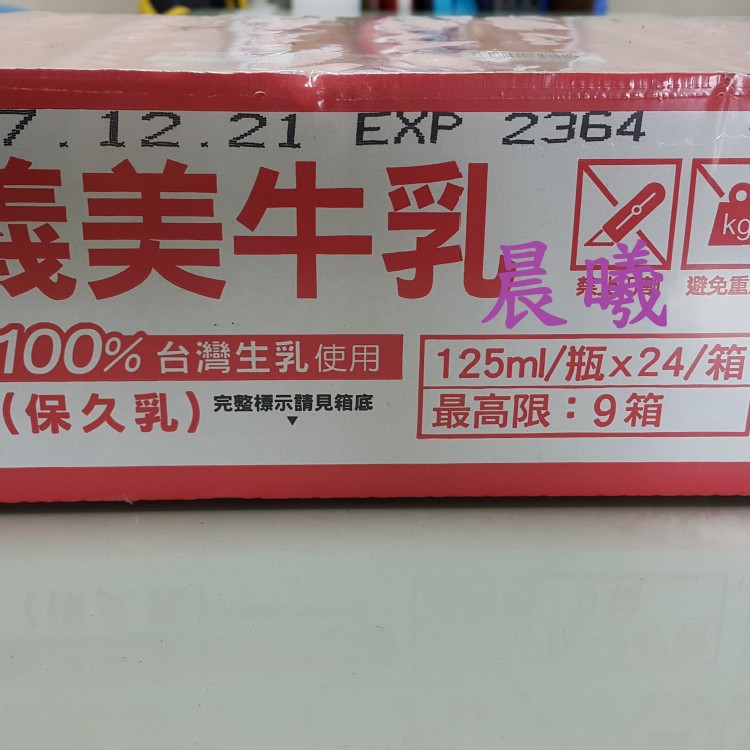 7.12.21 EXP 2364
義美牛乳
晨曦
kg
避免重
100% 台灣生乳使用
125ml/瓶x24/箱
(保久乳) 完整標示請見箱底
最高限：9箱